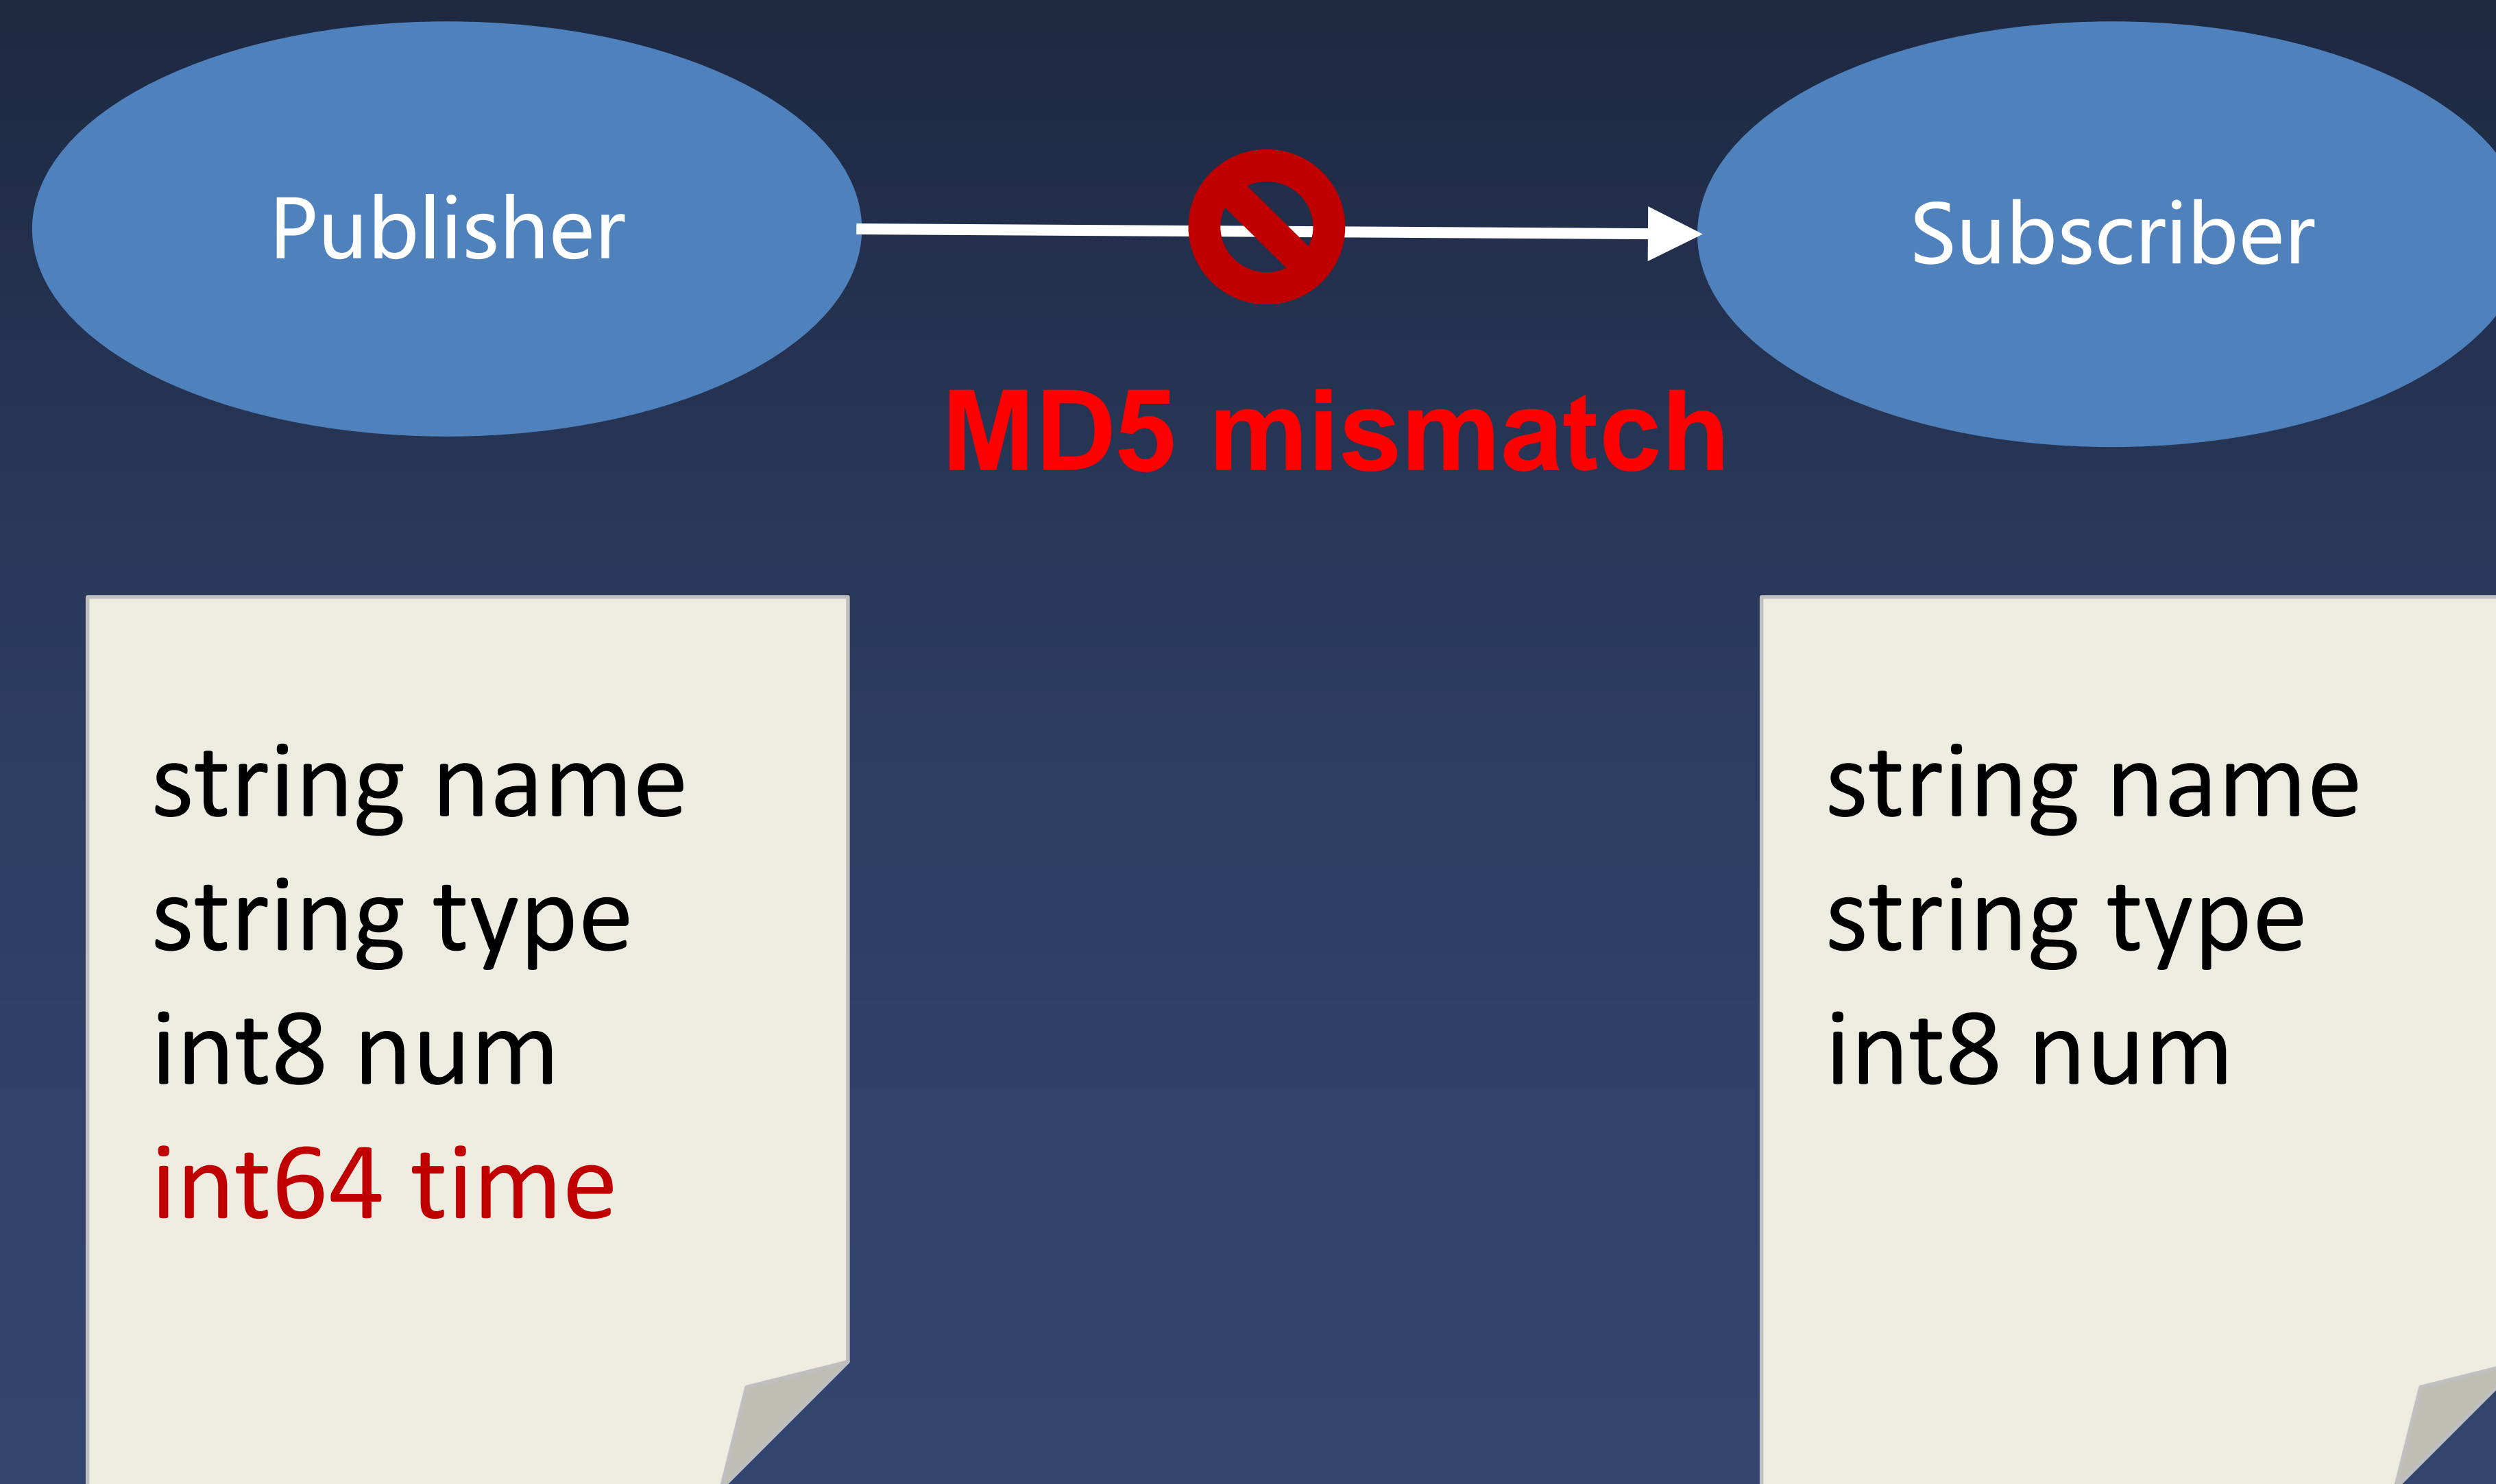 Publisher
Subscriber
MD5 mismatch
string name
string type
int8 num
int64 time
string name
string type
int8 num